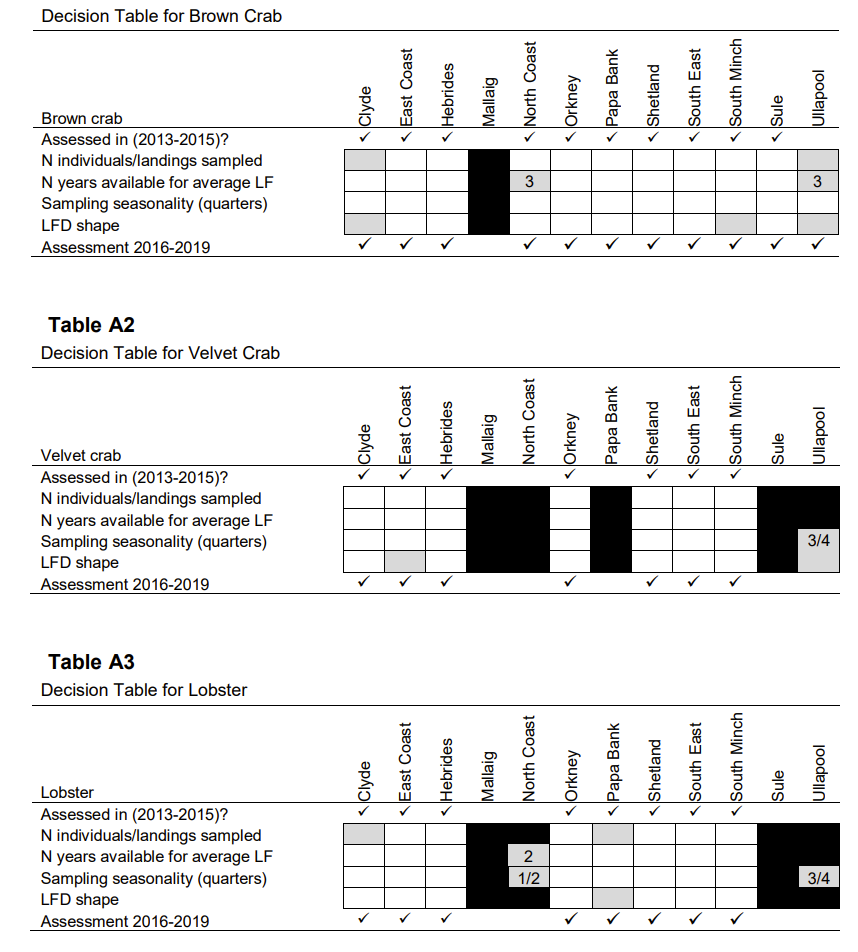 Decision Table for Brown Crab
Brown crab Clyde East Coast Hebrides Mallaig North Coast Orkney Papa Bank Shetland South East South Minch Sule Ullapool
Assessed in (2013-2015)? ✓ ✓ ✓ ✓ ✓ ✓ ✓ ✓ ✓ ✓
N individuals/landings sampled
N years available for average LF 3 3
Sampling seasonality (quarters)
LFD shape
Assessment 2016-2019 ✓ ✓ ✓ ✓ ✓ ✓ ✓ ✓ ✓ ✓ ✓
Table A2
Decision Table for Velvet Crab
Velvet crab Clyde East Coast Hebrides Mallaig North Coast Orkney Papa Bank Shetland South East South Minch Sule Ullapool
Assessed in (2013-2015)? ✓ ✓ ✓ ✓ ✓ ✓ ✓
N individuals/landings sampled
N years available for average LF
Sampling seasonality (quarters) 3/4
LFD shape
Assessment 2016-2019 ✓ ✓ ✓ ✓ ✓ ✓ ✓
Table A3
Decision Table for Lobster
Lobster Clyde East Coast Hebrides Mallaig North Coast Orkney Papa Bank Shetland South East South Minch Sule Ullapool
Assessed in (2013-2015)? ✓ ✓ ✓ ✓ ✓ ✓ ✓ ✓
N individuals/landings sampled
N years available for average LF 2
Sampling seasonality (quarters) 1/2 3/4
LFD shape
Assessment 2016-2019 ✓ ✓ ✓ ✓ ✓ ✓ ✓ ✓